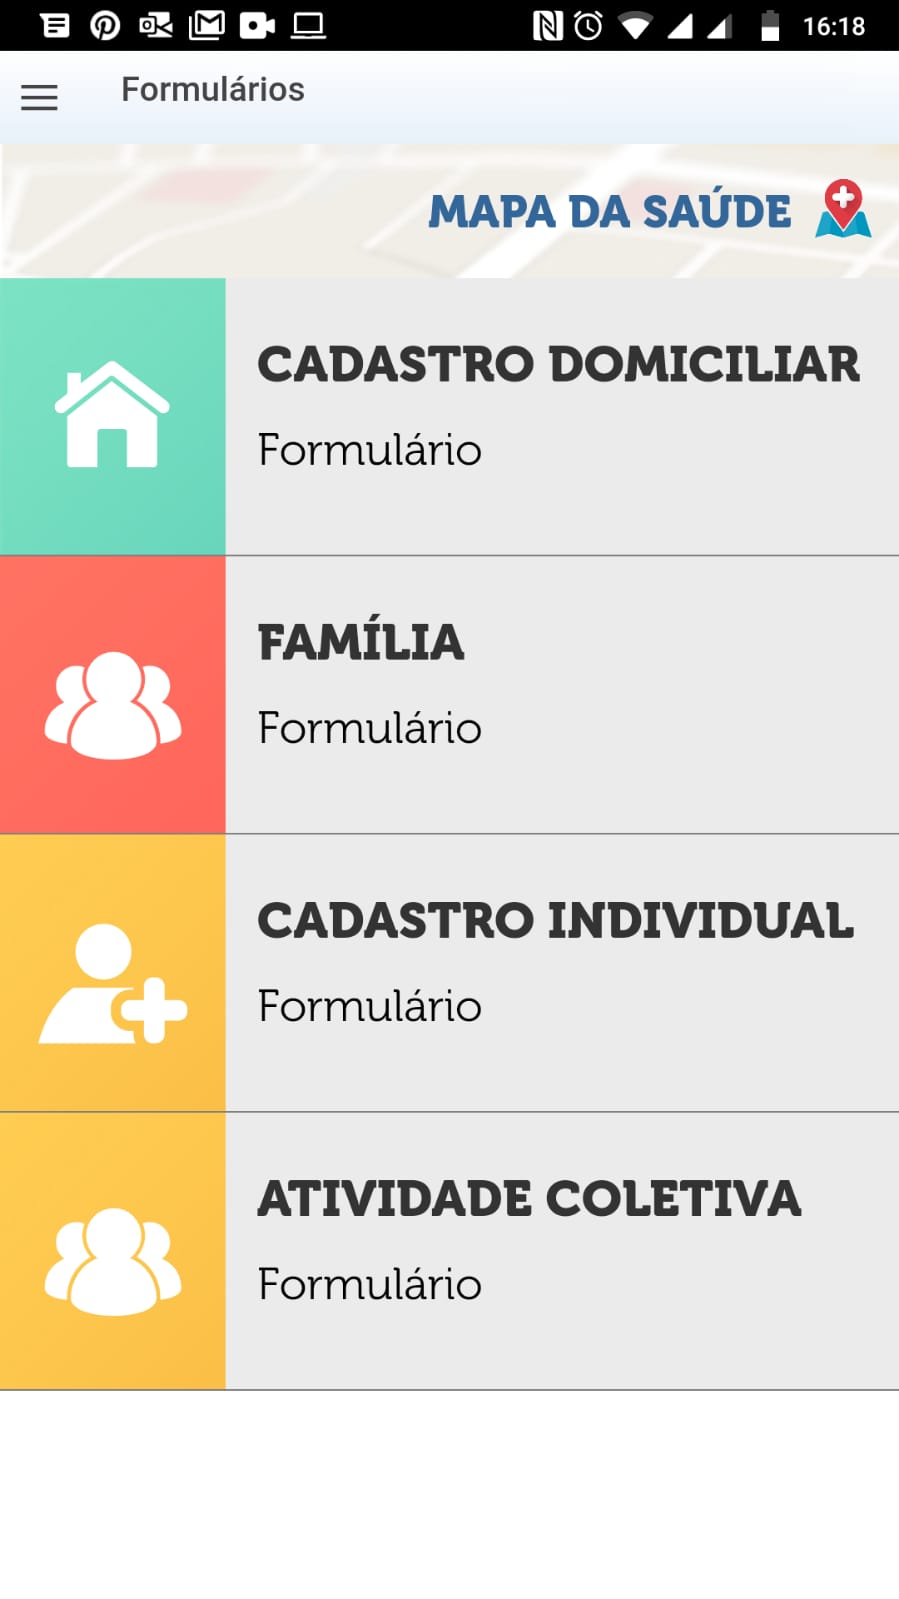 16:18
Formulários
MAPA DA SAÚDE
CADASTRO DOMICILIAR
Formulário
FAMÍLIA
Formulário
CADASTRO INDIVIDUAL
Formulário
ATIVIDADE COLETIVA
Formulário